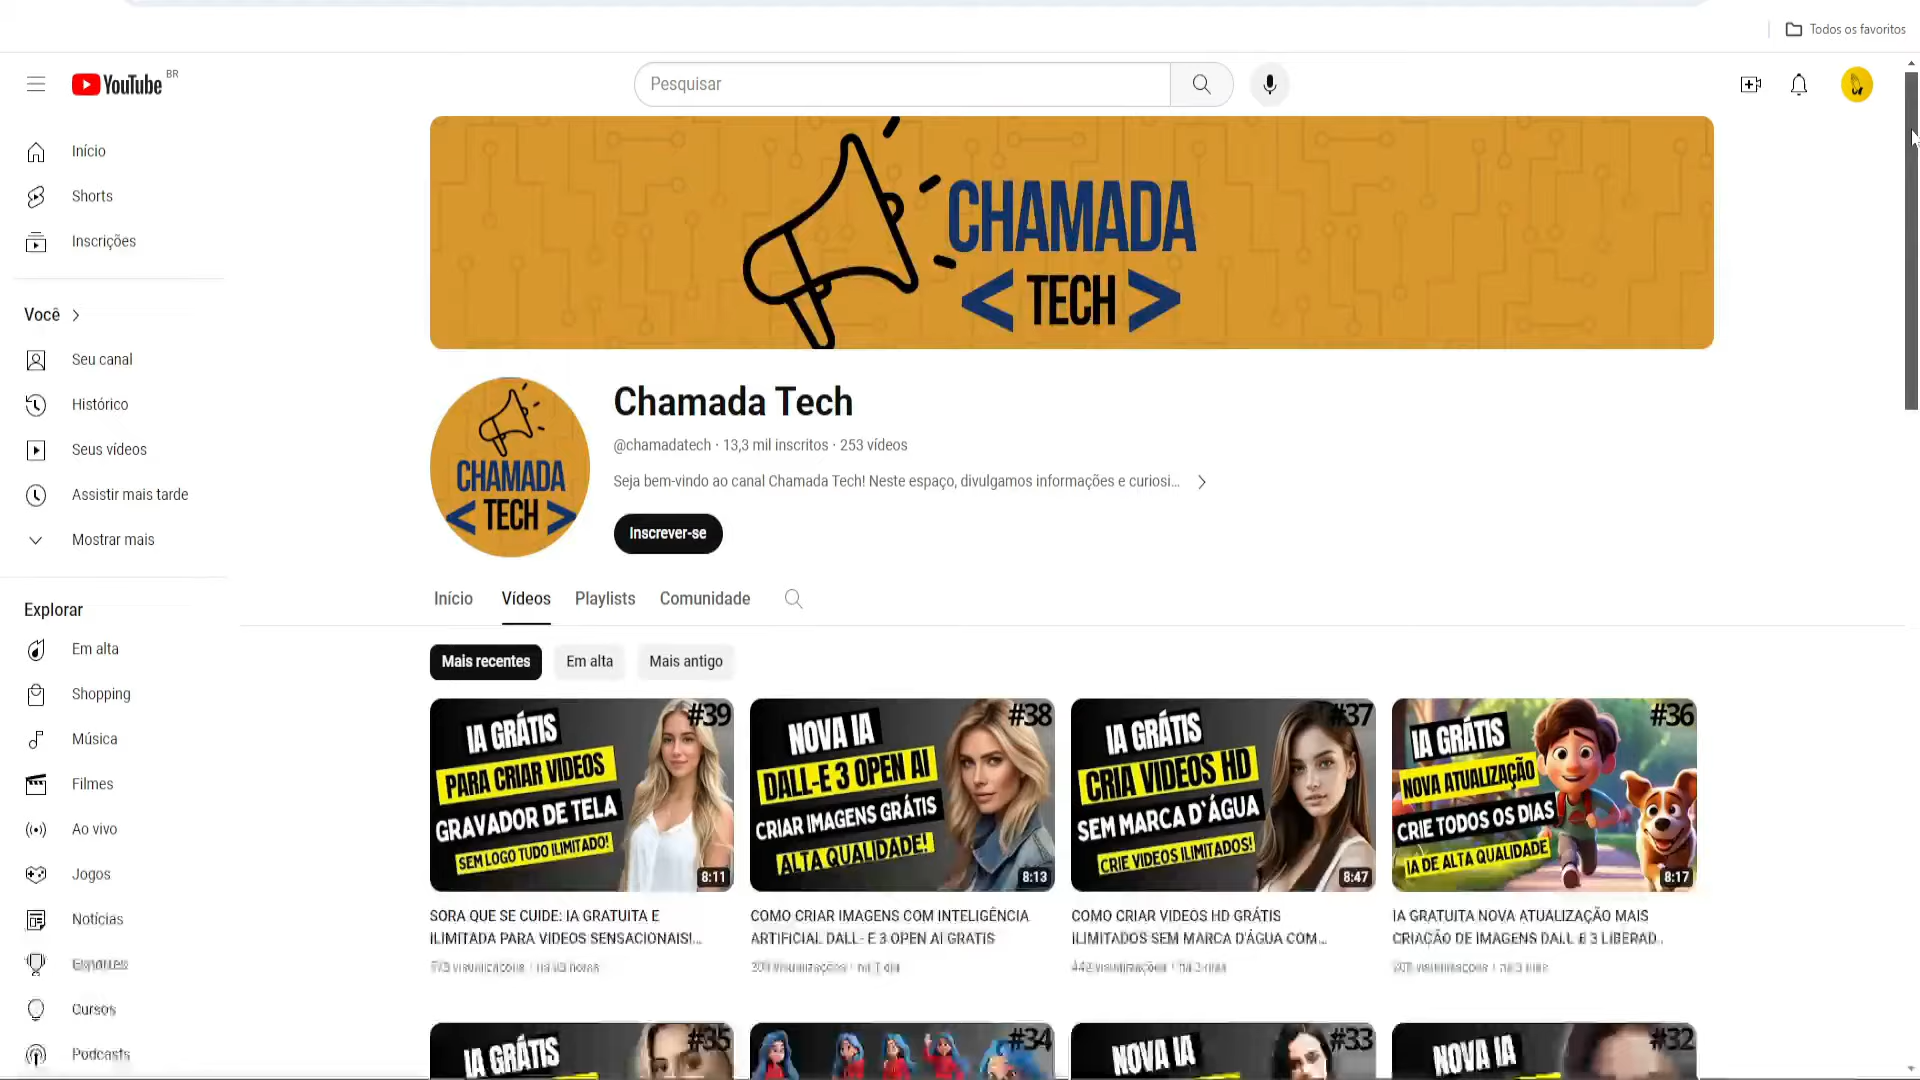 Todos os favoritos
YouTube BR
Pesquisar
Início
Shorts
Inscrições
Você
Seu canal
Histórico
Seus vídeos
Assistir mais tarde
Mostrar mais
Explorar
Em alta
Shopping
Música
Filmes
Ao vivo
Jogos
Notícias
Esportes
Cursos
Podcasts
CHAMADA
< TECH >
CHAMADA
< TECH >
Chamada Tech
@chamadatech · 13,3 mil inscritos · 253 vídeos
Seja bem-vindo ao canal Chamada Tech! Neste espaço, divulgamos informações e curiosi...
Inscrever-se
Início Vídeos Playlists Comunidade
Mais recentes Em alta Mais antigo
#39
IA GRÁTIS
PARA CRIAR VIDEOS
GRAVADOR DE TELA
SEM LOGO TUDO ILIMITADO!
8:11
SORA QUE SE CUIDE: IA GRATUITA E
ILIMITADA PARA VIDEOS SENSACIONAIS!...
#38
NOVA IA
DALL-E 3 OPEN AI
CRIAR IMAGENS GRÁTIS
ALTA QUALIDADE!
8:13
COMO CRIAR IMAGENS COM INTELIGÊNCIA
ARTIFICIAL DALL- E 3 OPEN AI GRATIS
#37
IA GRÁTIS
CRIA VIDEOS HD
SEM MARCA D`ÁGUA
CRIE VIDEOS ILIMITADOS!
8:47
COMO CRIAR VIDEOS HD GRÁTIS
ILIMITADOS SEM MARCA D'ÁGUA COM...
#36
IA GRÁTIS
NOVA ATUALIZAÇÃO
CRIE TODOS OS DIAS
IA DE ALTA QUALIDADE
8:17
IA GRATUITA NOVA ATUALIZAÇÃO MAIS
CRIAÇÃO DE IMAGENS DALL E 3 LIBERAD...
#35
IA GRÁTIS
#34
#33
NOVA IA
#32
NOVA IA